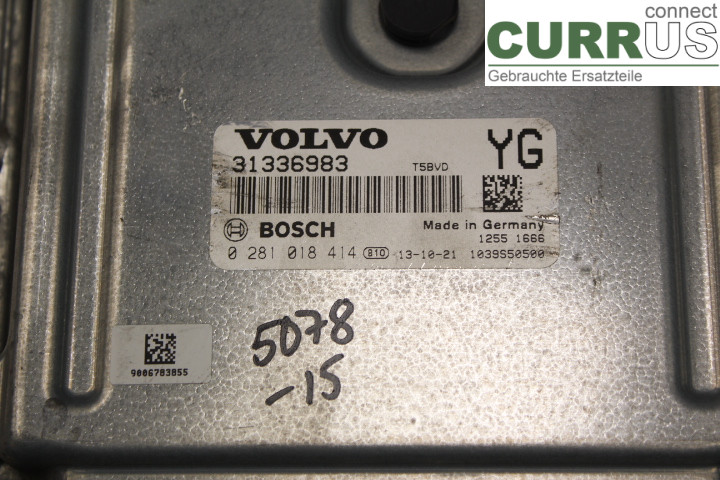 connect
CURRUS
Gebrauchte Ersatzteile
VOLVO
YG
31336983
T5BVD
BOSCH
Made in Germany
1255 1666
0 281 018 414 810 13-10-21 1039S50500
5078
-15
9006783855